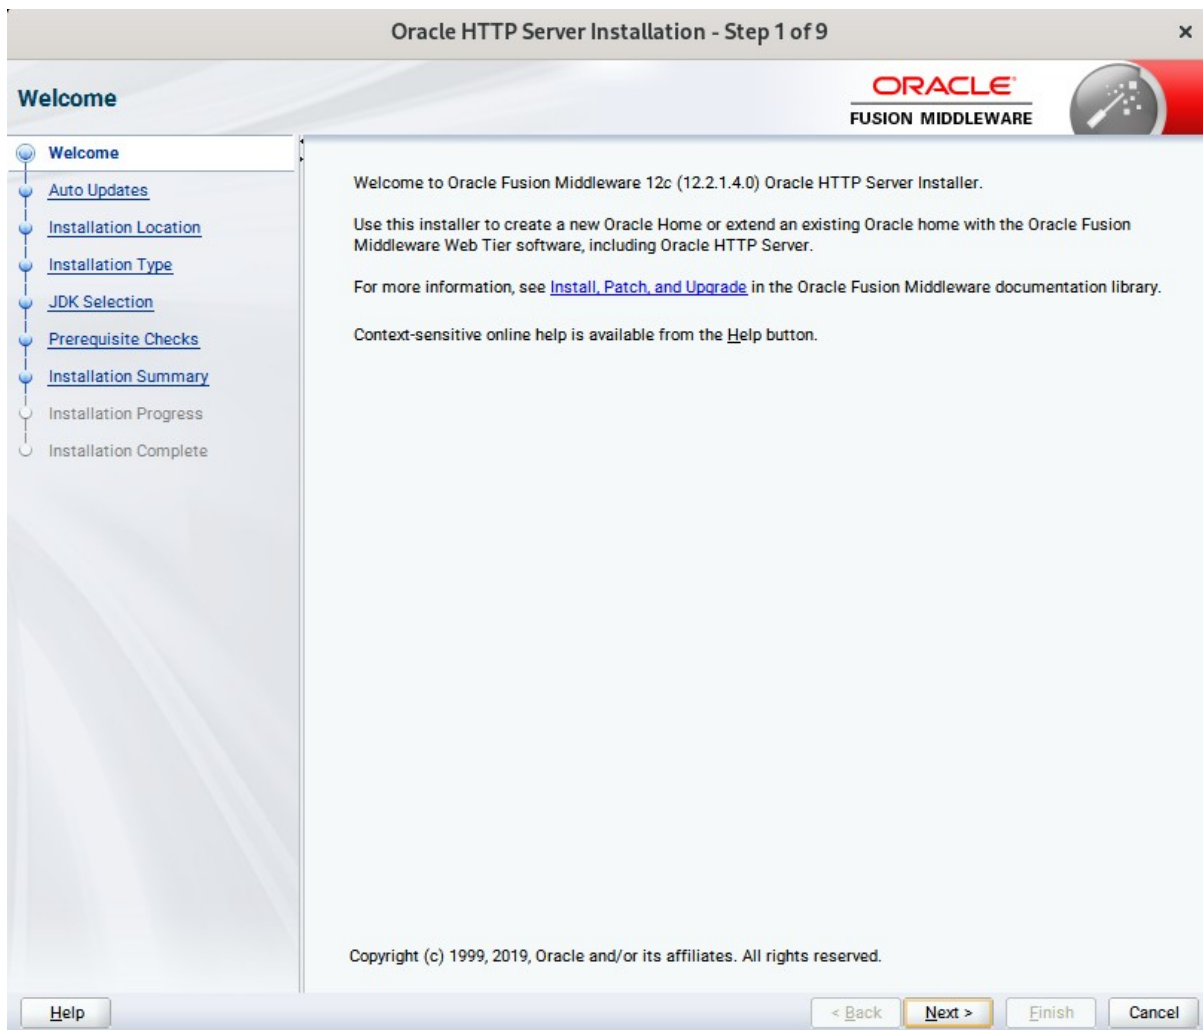 Oracle HTTP Server Installation - Step 1 of 9
×
Welcome
ORACLE
FUSION MIDDLEWARE
Welcome
Auto Updates
Installation Location
Installation Type
JDK Selection
Prerequisite Checks
Installation Summary
Installation Progress
Installation Complete
Welcome to Oracle Fusion Middleware 12c (12.2.1.4.0) Oracle HTTP Server Installer.
Use this installer to create a new Oracle Home or extend an existing Oracle home with the Oracle Fusion
Middleware Web Tier software, including Oracle HTTP Server.
For more information, see Install, Patch, and Upgrade in the Oracle Fusion Middleware documentation library.
Context-sensitive online help is available from the Help button.
Copyright (c) 1999, 2019, Oracle and/or its affiliates. All rights reserved.
Help
< Back
Next >
Finish
Cancel